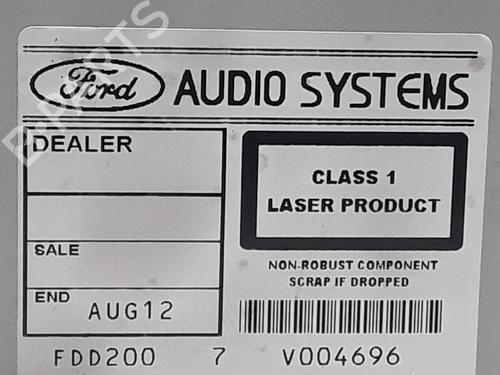 Ford AUDIO SYSTEMS
DEALER
CLASS 1
LASER PRODUCT
SALE
NON-ROBUST COMPONENT
SCRAP IF DROPPED
END AUG12
FDD200 7 V004696
B-PARTS